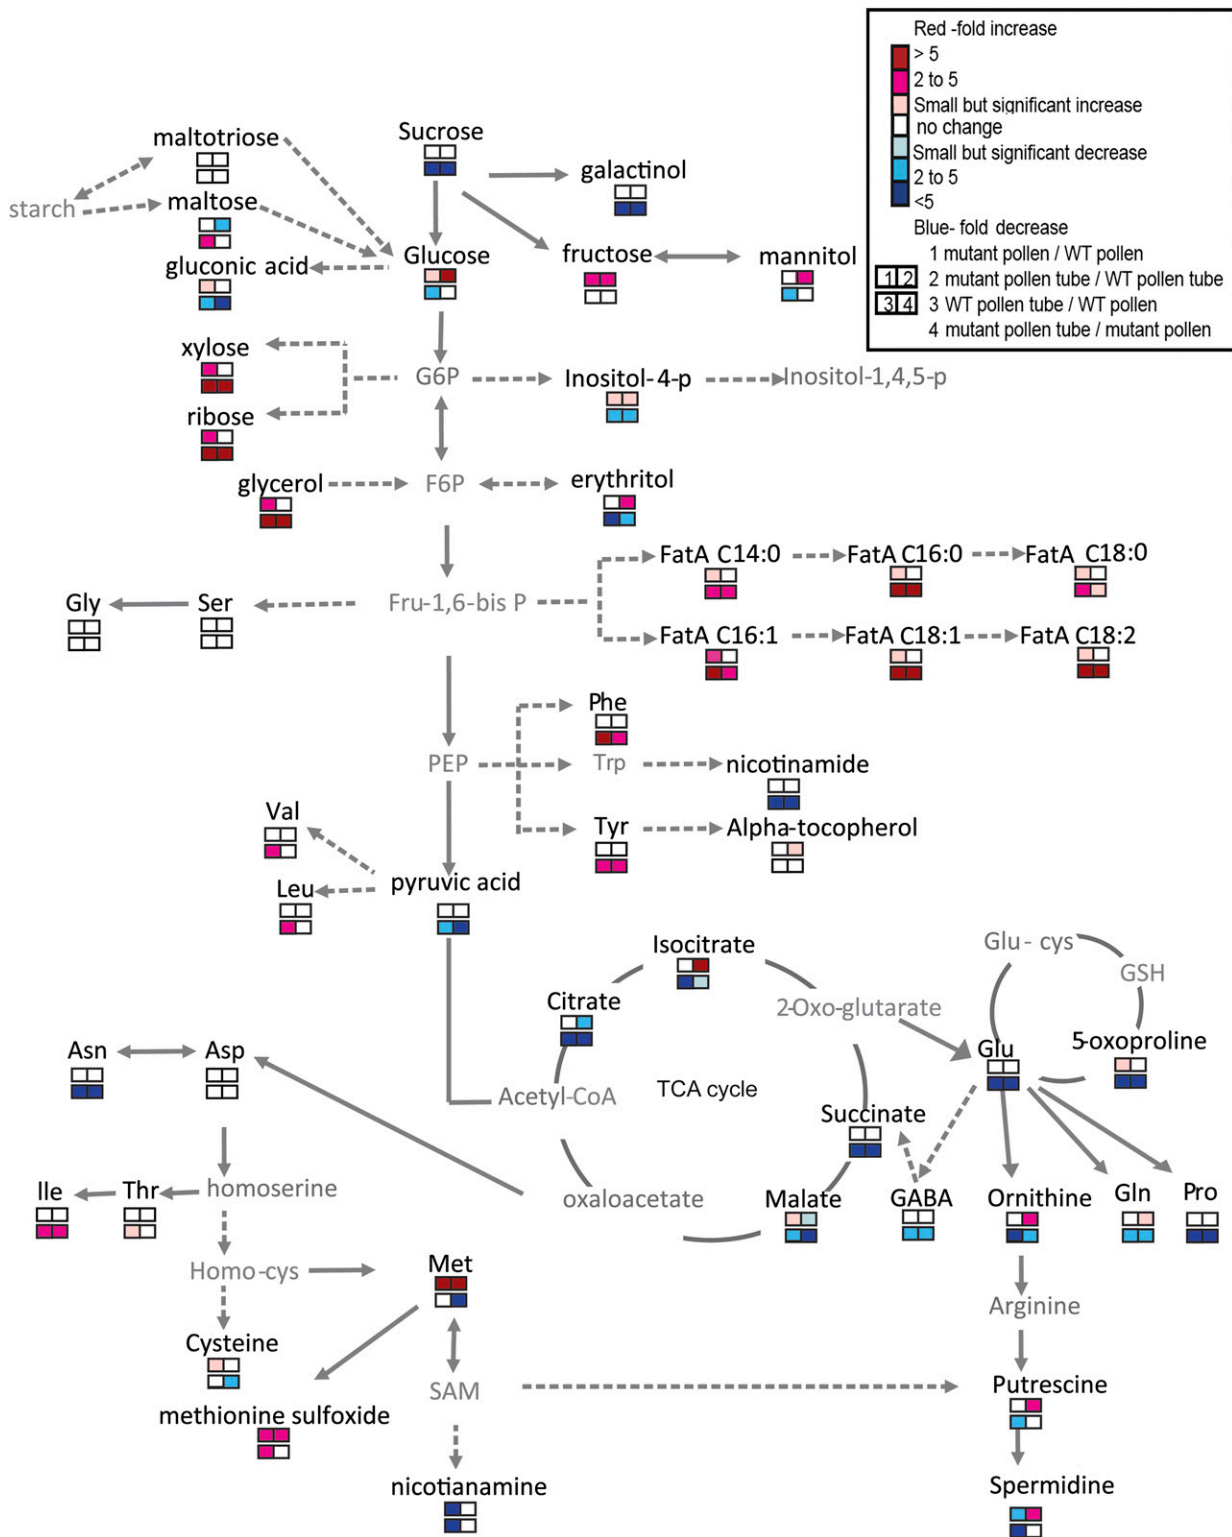 Red -fold increase
> 5
2 to 5
Small but significant increase
no change
Small but significant decrease
2 to 5
<5
Blue- fold decrease
1 mutant pollen / WT pollen
1 2 2 mutant pollen tube / WT pollen tube
3 4 3 WT pollen tube / WT pollen
4 mutant pollen tube / mutant pollen
maltotriose
Sucrose
galactinol
starch
maltose
gluconic acid
Glucose
fructose
mannitol
xylose
G6P
Inositol-4-p
Inositol-1,4,5-p
ribose
glycerol
F6P
erythritol
FatA C14:0
FatA C16:0
FatA C18:0
Gly
Ser
Fru-1,6-bis P
FatA C16:1
FatA C18:1
FatA C18:2
Phe
PEP
Trp
nicotinamide
Val
Tyr
Alpha-tocopherol
Leu
pyruvic acid
Isocitrate
Glu- cys
GSH
Citrate
2-Oxo-glutarate
Asn
Asp
Glu
5-oxoproline
Acetyl-CoA
TCA cycle
Succinate
Ile
Thr
homoserine
oxaloacetate
Malate
GABA
Ornithine
Gln
Pro
Homo-cys
Met
Arginine
Cysteine
SAM
Putrescine
methionine sulfoxide
nicotianamine
Spermidine